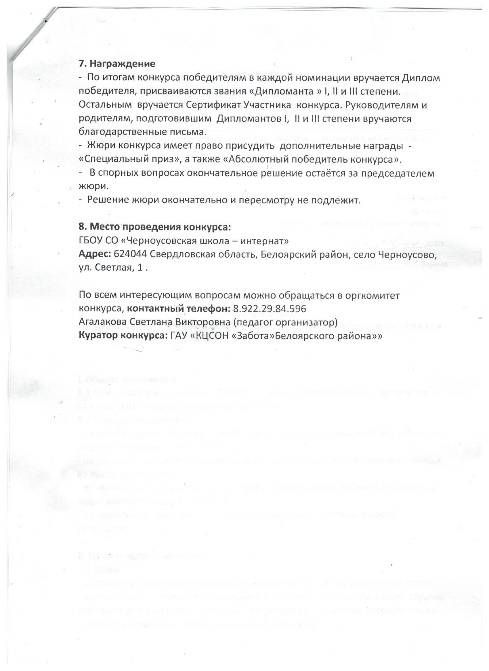 7. Награждение
- По итогам конкурса победителям в каждой номинации вручается Диплом
победителя, присваиваются звания «Дипломанта » I, II и III степени.
Остальным вручается Сертификат Участника конкурса. Руководителям и
родителям, подготовившим Дипломантов I, II и III степени вручаются
благодарственные письма.
- Жюри конкурса имеет право присудить дополнительные награды -
«Специальный приз», а также «Абсолютный победитель конкурса».
- В спорных вопросах окончательное решение остаётся за председателем
жюри.
- Решение жюри окончательно и пересмотру не подлежит.
8. Место проведения конкурса:
ГБОУ СО «Черноусовская школа – интернат»
Адрес: 624044 Свердловская область, Белоярский район, село Черноусово,
ул. Светлая, 1 .
По всем интересующим вопросам можно обращаться в оргкомитет
конкурса, контактный телефон: 8.922.29.84.596
Агалакова Светлана Викторовна (педагог организатор)
Куратор конкурса: ГАУ «КЦСОН «Забота»Белоярского района»»